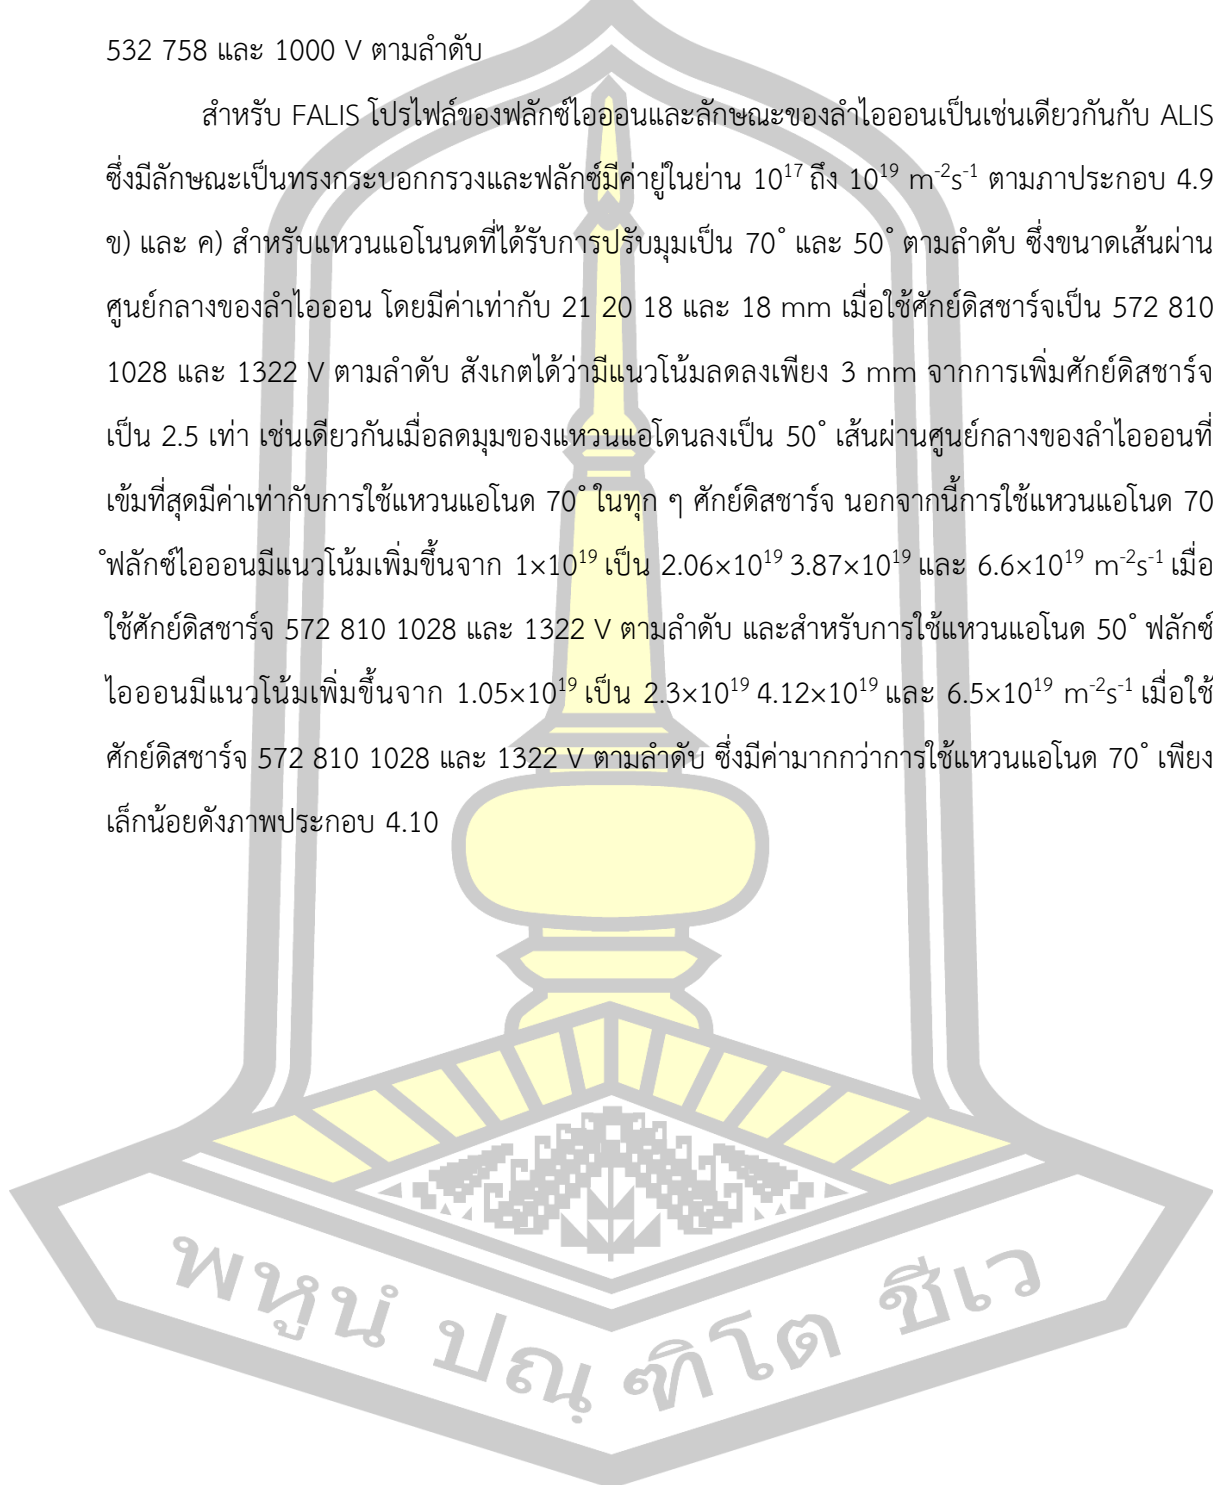 532 758 และ 1000 V ตามลำดับ
สำหรับ FALIS โปรไฟล์ของฟลักซ์ไอออนและลักษณะของลำไอออนเป็นเช่นเดียวกันกับ ALIS
ซึ่งมีลักษณะเป็นทรงกระบอกกรวงและฟลักซ์มีค่ายู่ในย่าน 10¹⁷ ถึง 10¹⁹ m⁻²s⁻¹ ตามภาประกอบ 4.9
ข) และ ค) สำหรับแหวนแอโนนดที่ได้รับการปรับมุมเป็น 70˚ และ 50˚ ตามลำดับ ซึ่งขนาดเส้นผ่าน
ศูนย์กลางของลำไอออน โดยมีค่าเท่ากับ 21 20 18 และ 18 mm เมื่อใช้ศักย์ดิสชาร์จเป็น 572 810
1028 และ 1322 V ตามลำดับ สังเกตได้ว่ามีแนวโน้มลดลงเพียง 3 mm จากการเพิ่มศักย์ดิสชาร์จ
เป็น 2.5 เท่า เช่นเดียวกันเมื่อลดมุมของแหวนแอโดนลงเป็น 50˚ เส้นผ่านศูนย์กลางของลำไอออนที่
เข้มที่สุดมีค่าเท่ากับการใช้แหวนแอโนด 70˚ ในทุก ๆ ศักย์ดิสชาร์จ นอกจากนี้การใช้แหวนแอโนด 70
˚ฟลักซ์ไอออนมีแนวโน้มเพิ่มขึ้นจาก 1×10¹⁹ เป็น 2.06×10¹⁹ 3.87×10¹⁹ และ 6.6×10¹⁹ m⁻²s⁻¹ เมื่อ
ใช้ศักย์ดิสชาร์จ 572 810 1028 และ 1322 V ตามลำดับ และสำหรับการใช้แหวนแอโนด 50˚ ฟลักซ์
ไอออนมีแนวโน้มเพิ่มขึ้นจาก 1.05×10¹⁹ เป็น 2.3×10¹⁹ 4.12×10¹⁹ และ 6.5×10¹⁹ m⁻²s⁻¹ เมื่อใช้
ศักย์ดิสชาร์จ 572 810 1028 และ 1322 V ตามลำดับ ซึ่งมีค่ามากกว่าการใช้แหวนแอโนด 70˚ เพียง
เล็กน้อยดังภาพประกอบ 4.10
พหูนํ ปณฺฑิโต ชีเว